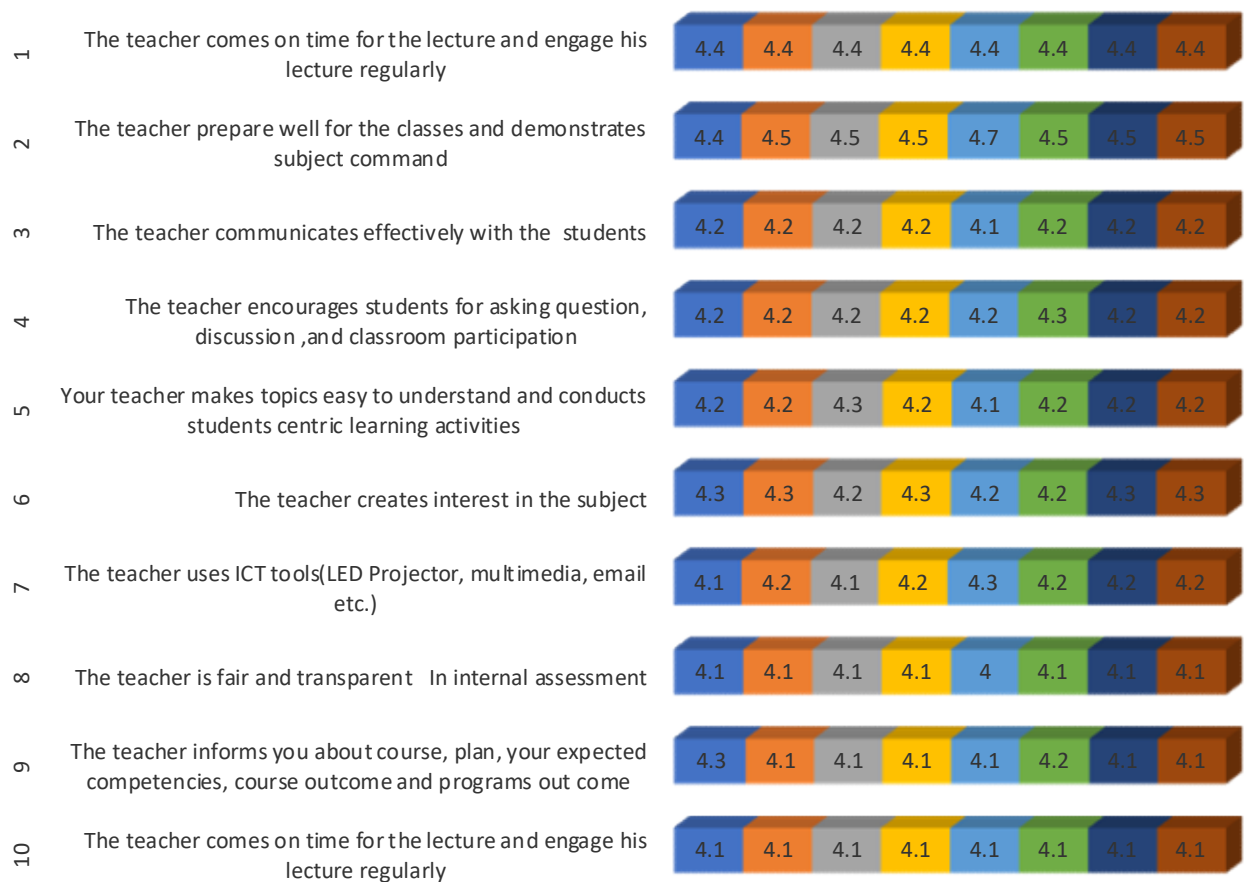 1
The teacher comes on time for the lecture and engage his
lecture regularly
4.4 4.4 4.4 4.4 4.4 4.4 4.4 4.4
2
The teacher prepare well for the classes and demonstrates
subject command
4.4 4.5 4.5 4.5 4.7 4.5 4.5 4.5
3
The teacher communicates effectively with the students
4.2 4.2 4.2 4.2 4.1 4.2 4.2 4.2
4
The teacher encourages students for asking question,
discussion ,and classroom participation
4.2 4.2 4.2 4.2 4.2 4.3 4.2 4.2
5
Your teacher makes topics easy to understand and conducts
students centric learning activities
4.2 4.2 4.3 4.2 4.1 4.2 4.2 4.2
6
The teacher creates interest in the subject
4.3 4.3 4.2 4.3 4.2 4.2 4.3 4.3
7
The teacher uses ICT tools(LED Projector, multimedia, email
etc.)
4.1 4.2 4.1 4.2 4.3 4.2 4.2 4.2
8
The teacher is fair and transparent In internal assessment
4.1 4.1 4.1 4.1 4 4.1 4.1 4.1
9
The teacher informs you about course, plan, your expected
competencies, course outcome and programs out come
4.3 4.1 4.1 4.1 4.1 4.2 4.1 4.1
10
The teacher comes on time for the lecture and engage his
lecture regularly
4.1 4.1 4.1 4.1 4.1 4.1 4.1 4.1